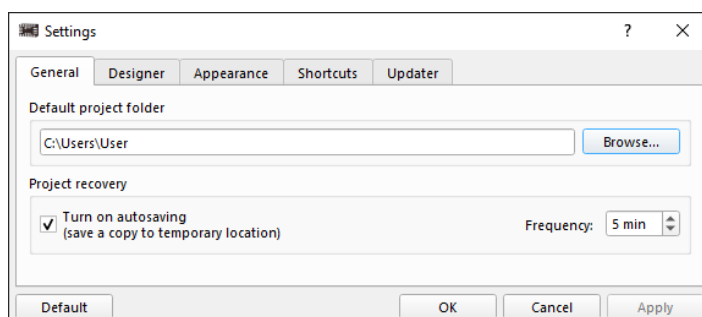 Settings
?
General Designer Appearance Shortcuts Updater
Default project folder
C:\Users\User Browse...
Project recovery
Turn on autosaving
(save a copy to temporary location)
Frequency: 5 min
Default OK Cancel Apply